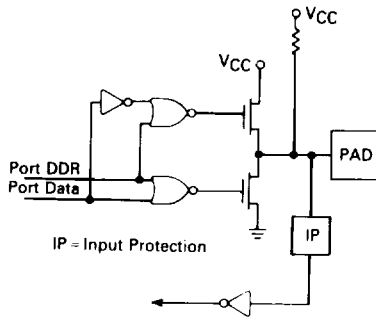 VCC
VCC
PAD
Port DDR
Port Data
IP = Input Protection
IP